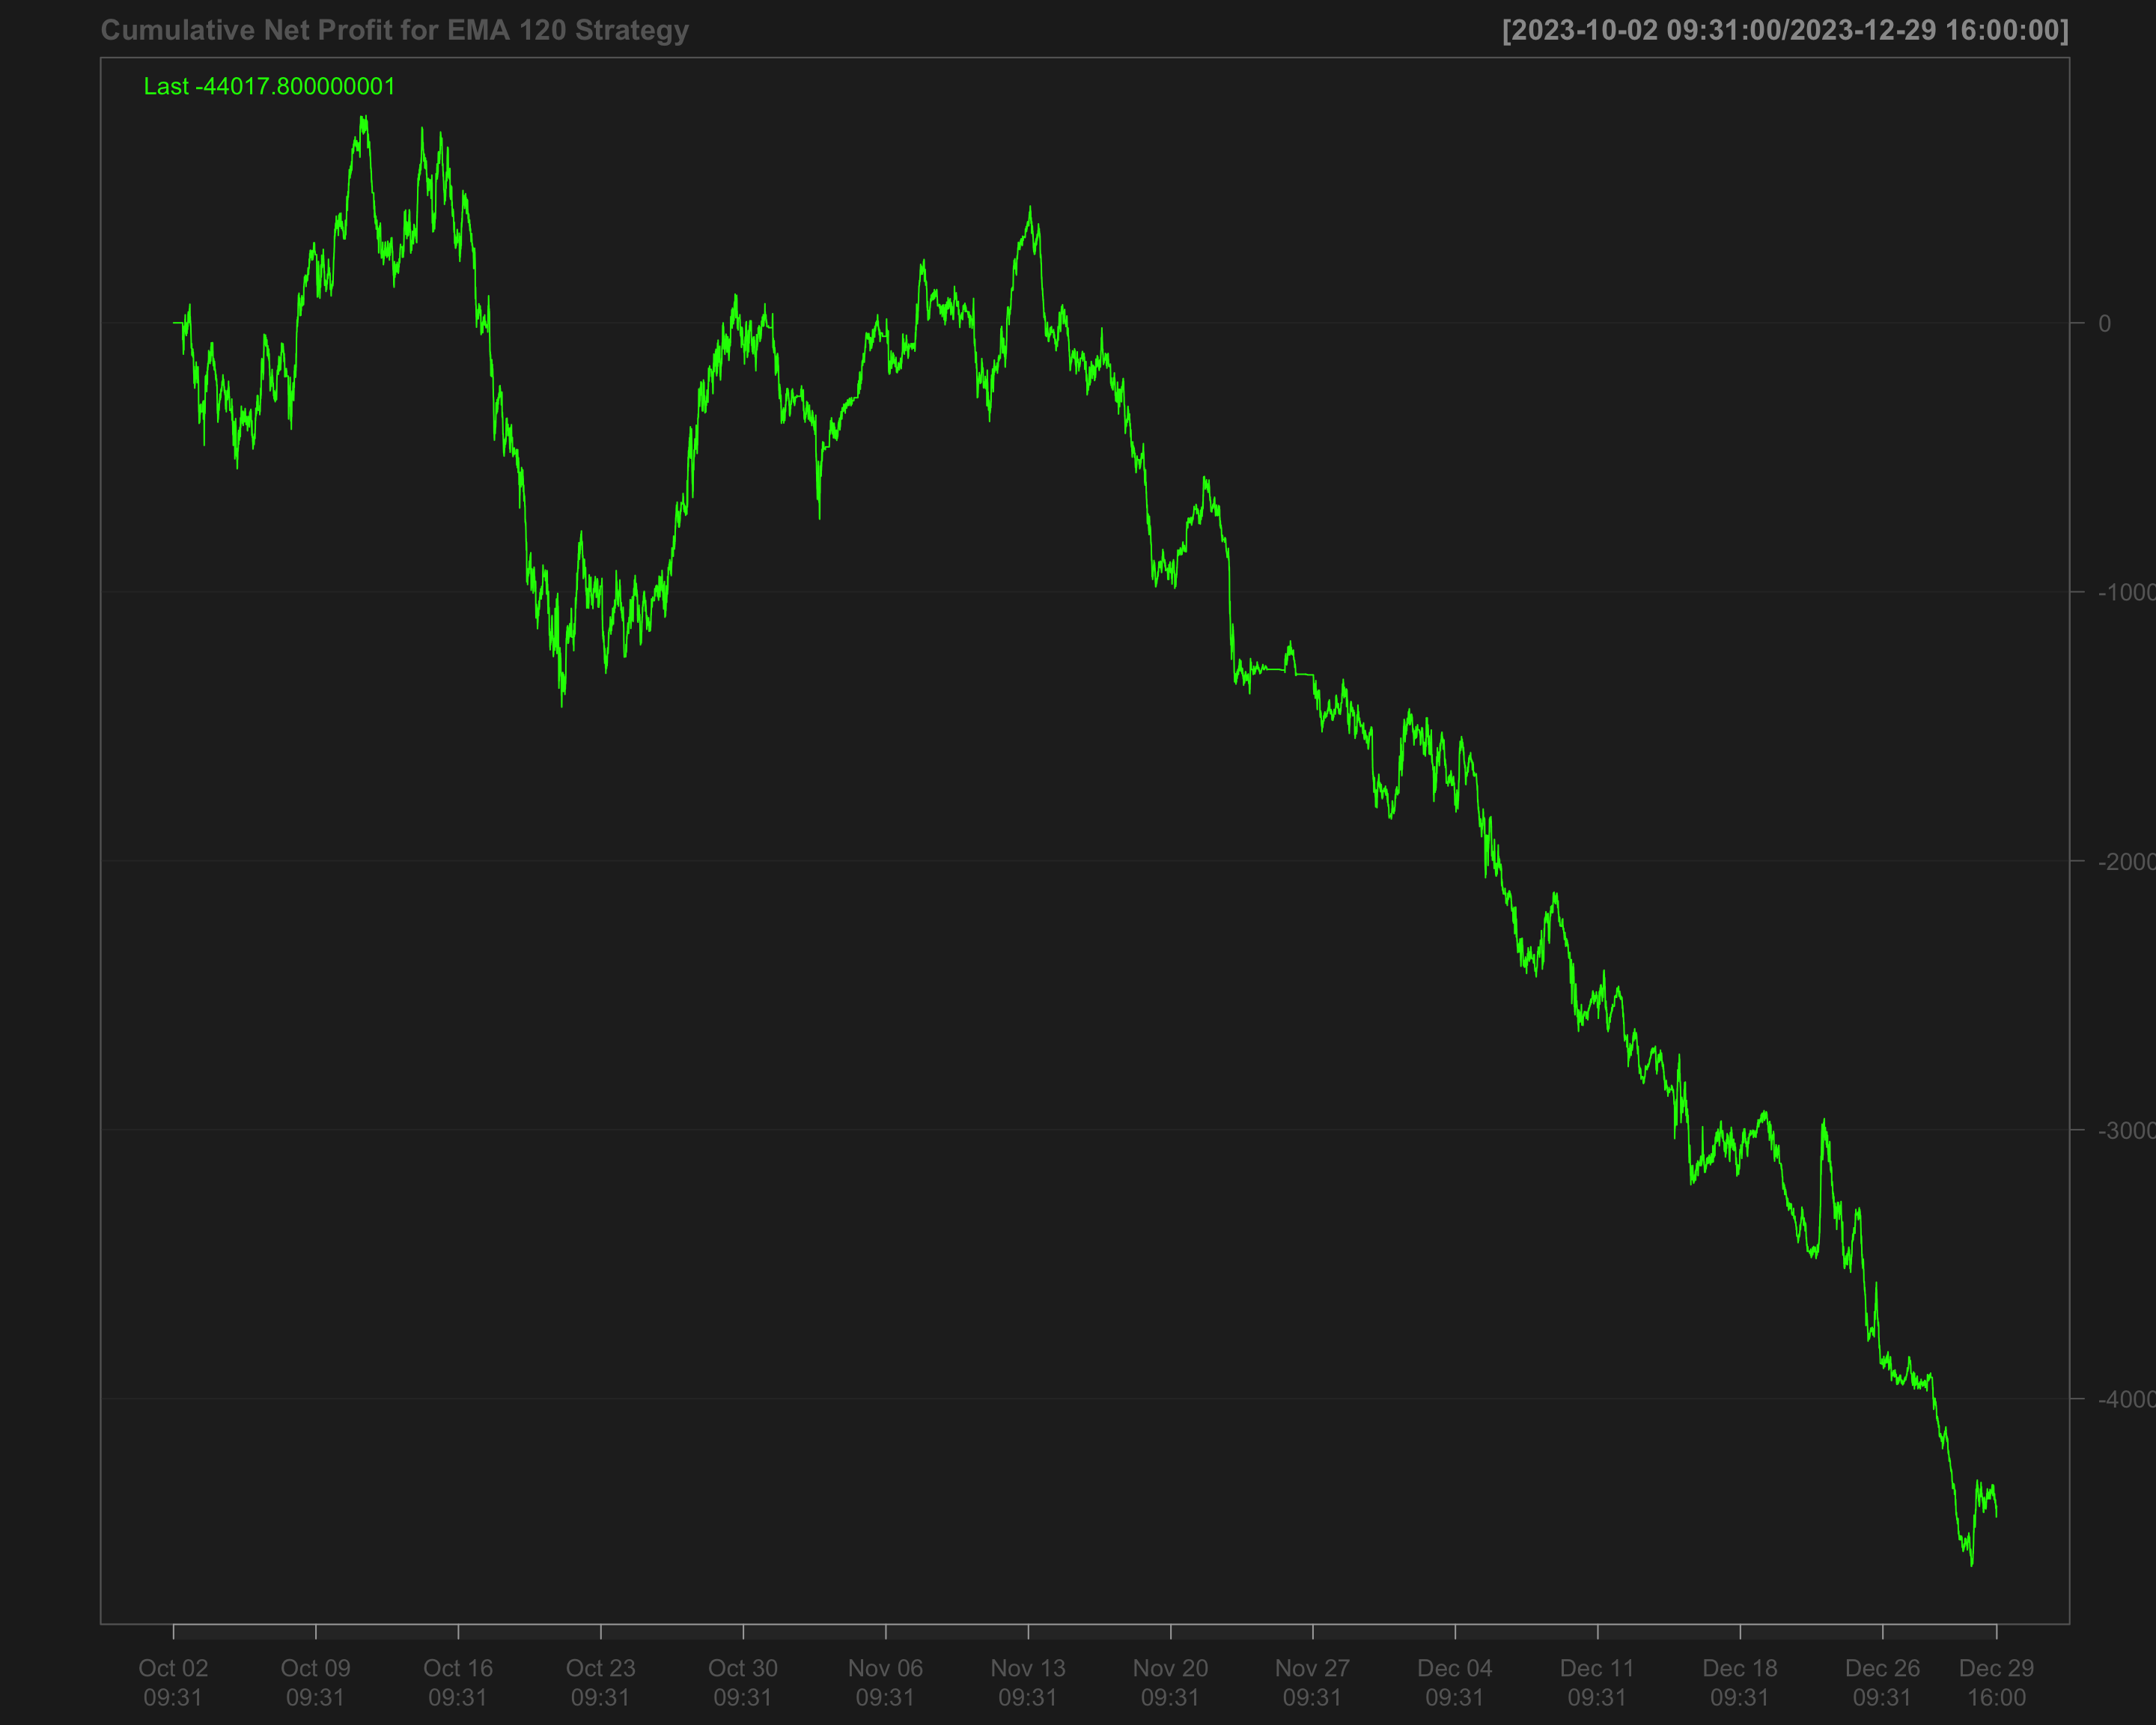 Cumulative Net Profit for EMA 120 Strategy
[2023-10-02 09:31:00/2023-12-29 16:00:00]
Last -44017.800000001
0
-1000
-2000
-3000
-4000
Oct 02 Oct 09 Oct 16 Oct 23 Oct 30 Nov 06 Nov 13 Nov 20 Nov 27 Dec 04 Dec 11 Dec 18 Dec 26 Dec 29
09:31 09:31 09:31 09:31 09:31 09:31 09:31 09:31 09:31 09:31 09:31 09:31 09:31 16:00